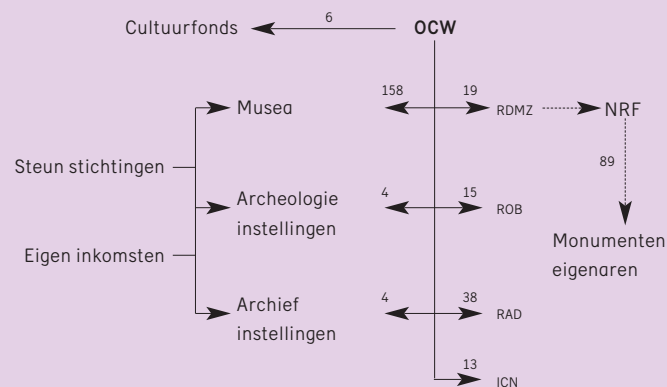 Cultuurfonds 6 OCW
Musea 158 19 RDMZ NRF
Steun stichtingen 89
Archeologie 4 15 ROB
instellingen
Monumenten
Eigen inkomsten eigenaren
Archief 4 38 RAD
instellingen
13 ICN